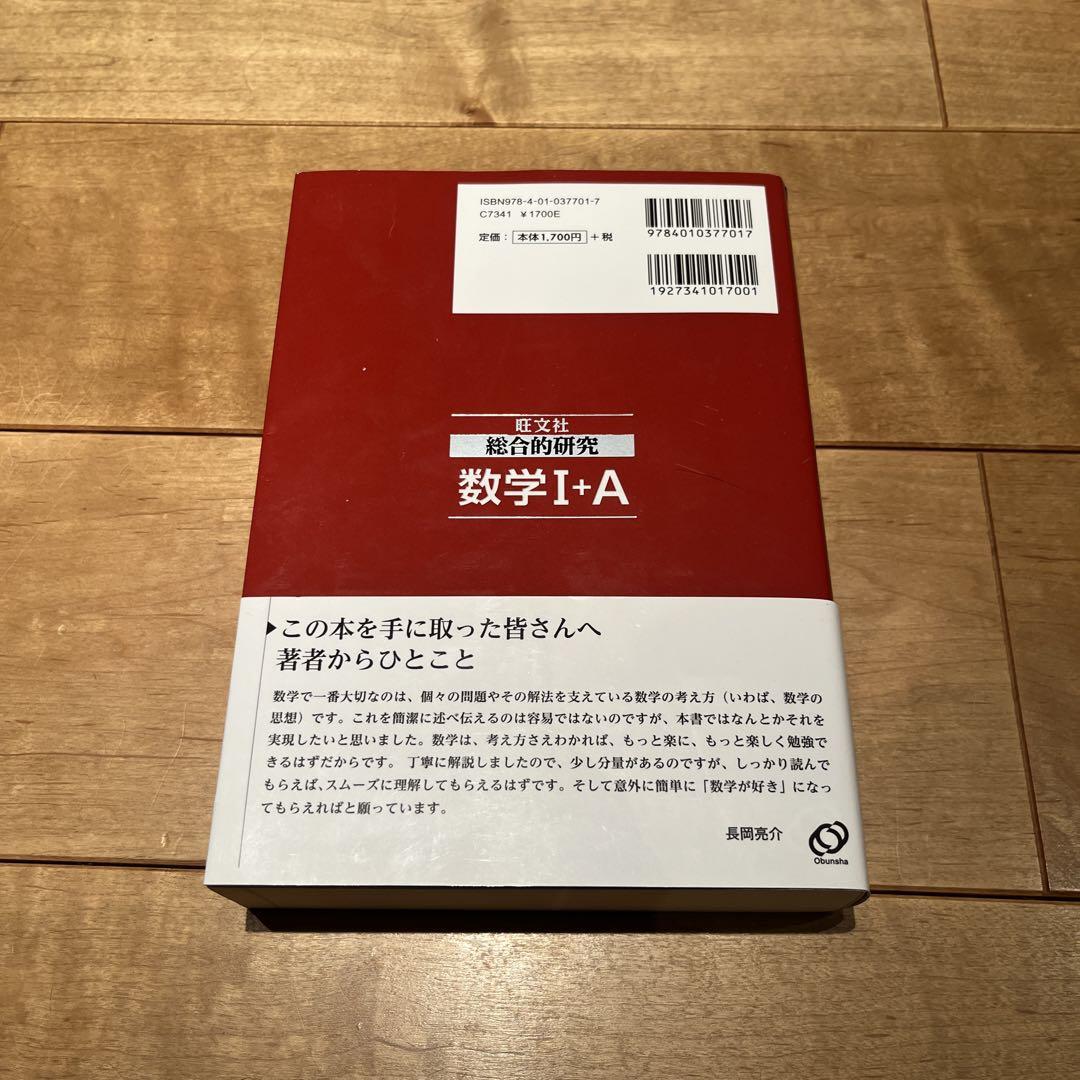 ISBN978-4-01-037701-7
C7341 ¥1700E
定価： 本体1,700円 +税
9784010377017
1927341017001
旺文社
総合的研究
数学I+A
▶この本を手に取った皆さんへ
著者からひとこと
数学で一番大切なのは、個々の問題やその解法を支えている数学の考え方（いわば、数学の
思想）です。これを簡潔に述べ伝えるのは容易ではないのですが、本書ではなんとかそれを
実現したいと思いました。数学は、考え方さえわかれば、もっと楽に、もっと楽しく勉強で
きるはずだからです。 丁寧に解説しましたので、少し分量があるのですが、しっかり読んで
もらえば、スムーズに理解してもらえるはずです。そして意外に簡単に「数学が好き」になっ
てもらえればと願っています。
長岡亮介
Obunsha